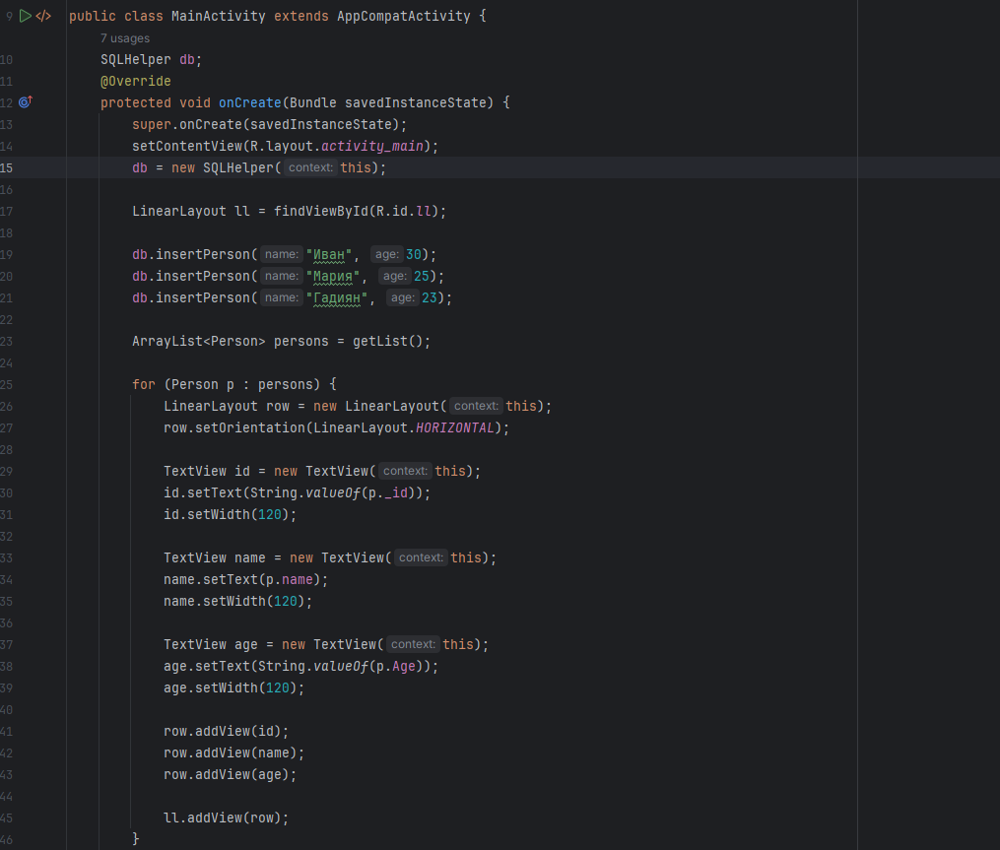 9 </> public class MainActivity extends AppCompatActivity {
7 usages
10 SQLHelper db;
11 @Override
12 protected void onCreate(Bundle savedInstanceState) {
13 super.onCreate(savedInstanceState);
14 setContentView(R.layout.activity_main);
15 db = new SQLHelper( context: this);
16
17 LinearLayout ll = findViewById(R.id.ll);
18
19 db.insertPerson( name: "Иван", age: 30);
20 db.insertPerson( name: "Мария", age: 25);
21 db.insertPerson( name: "Гадиян", age: 23);
22
23 ArrayList<Person> persons = getList();
24
25 for (Person p : persons) {
26 LinearLayout row = new LinearLayout( context: this);
27 row.setOrientation(LinearLayout.HORIZONTAL);
28
29 TextView id = new TextView( context: this);
30 id.setText(String.valueOf(p._id));
31 id.setWidth(120);
32
33 TextView name = new TextView( context: this);
34 name.setText(p.name);
35 name.setWidth(120);
36
37 TextView age = new TextView( context: this);
38 age.setText(String.valueOf(p.Age));
39 age.setWidth(120);
40
41 row.addView(id);
42 row.addView(name);
43 row.addView(age);
44
45 ll.addView(row);
46 }